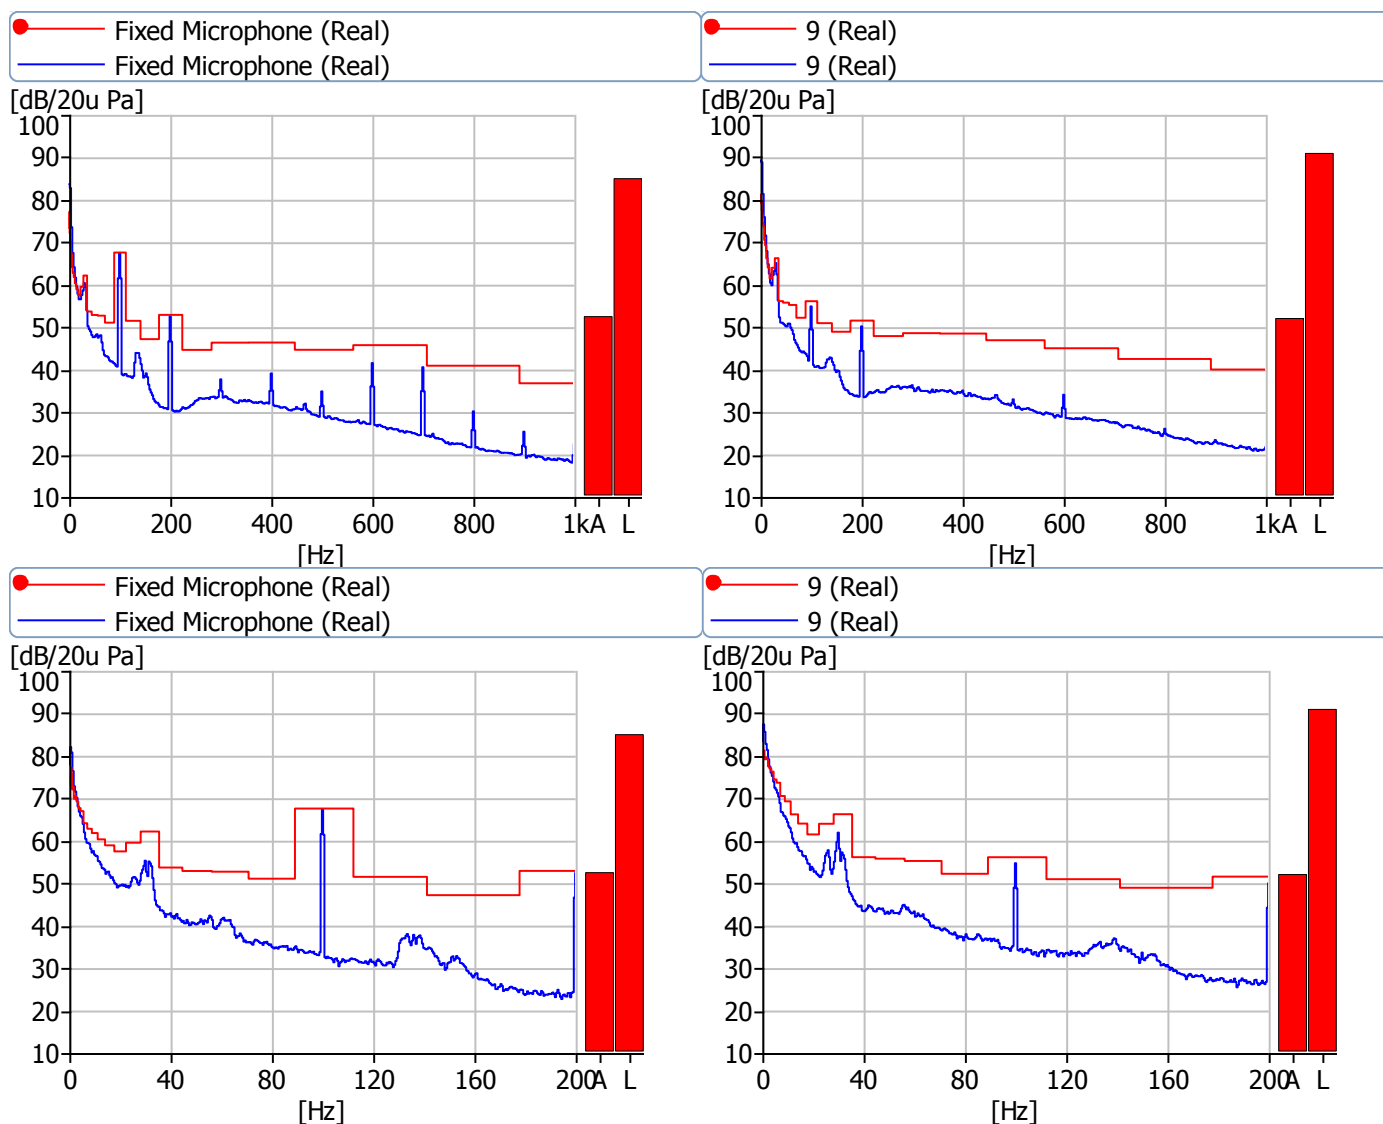 Fixed Microphone (Real)
Fixed Microphone (Real)
[dB/20u Pa]
100
90
80
70
60
50
40
30
20
10
0 200 400 600 800 1kA L
[Hz]
9 (Real)
9 (Real)
[dB/20u Pa]
100
90
80
70
60
50
40
30
20
10
0 200 400 600 800 1kA L
[Hz]
Fixed Microphone (Real)
Fixed Microphone (Real)
[dB/20u Pa]
100
90
80
70
60
50
40
30
20
10
0 40 80 120 160 200A L
[Hz]
9 (Real)
9 (Real)
[dB/20u Pa]
100
90
80
70
60
50
40
30
20
10
0 40 80 120 160 200 A L
[Hz]